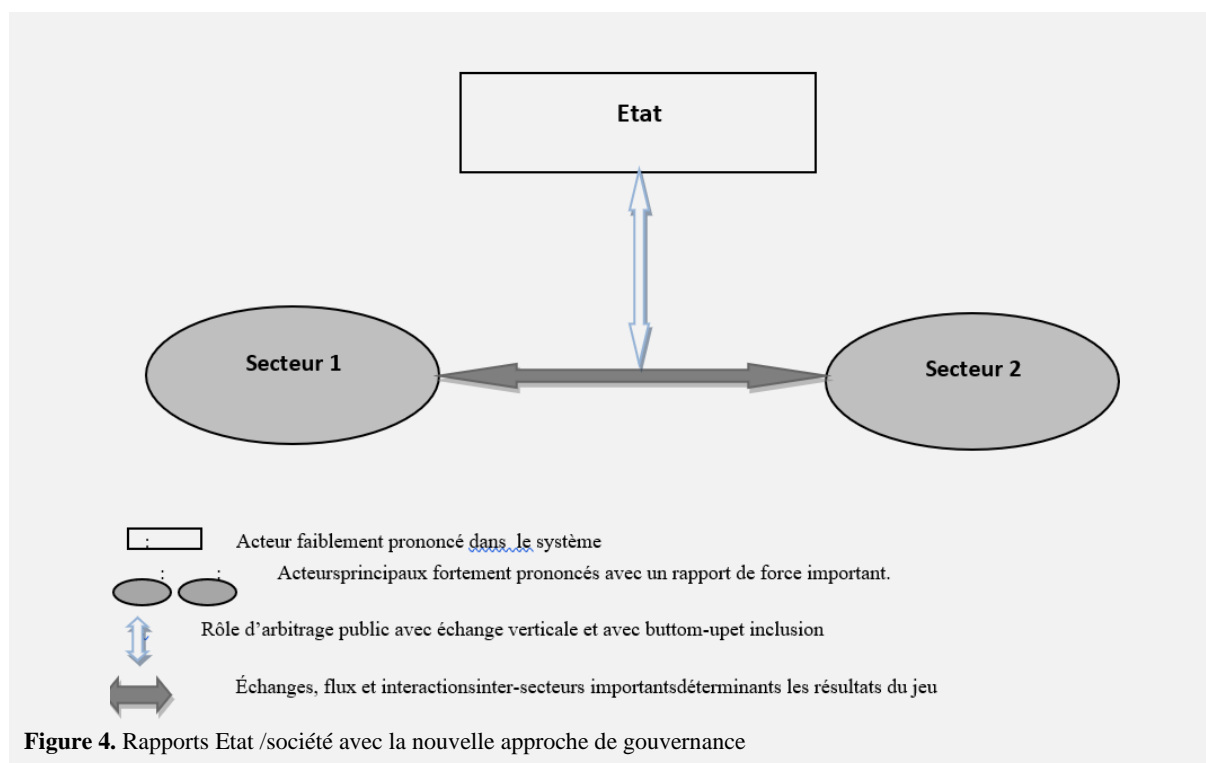 Etat
Secteur 1
Secteur 2
: Acteur faiblement prononcé dans le système
: : Acteursprincipaux fortement prononcés avec un rapport de force important.
Rôle d'arbitrage public avec échange verticale et avec buttom-upet inclusion
Échanges, flux et interactionsinter-secteurs importantsdéterminants les résultats du jeu
Figure 4. Rapports Etat /société avec la nouvelle approche de gouvernance